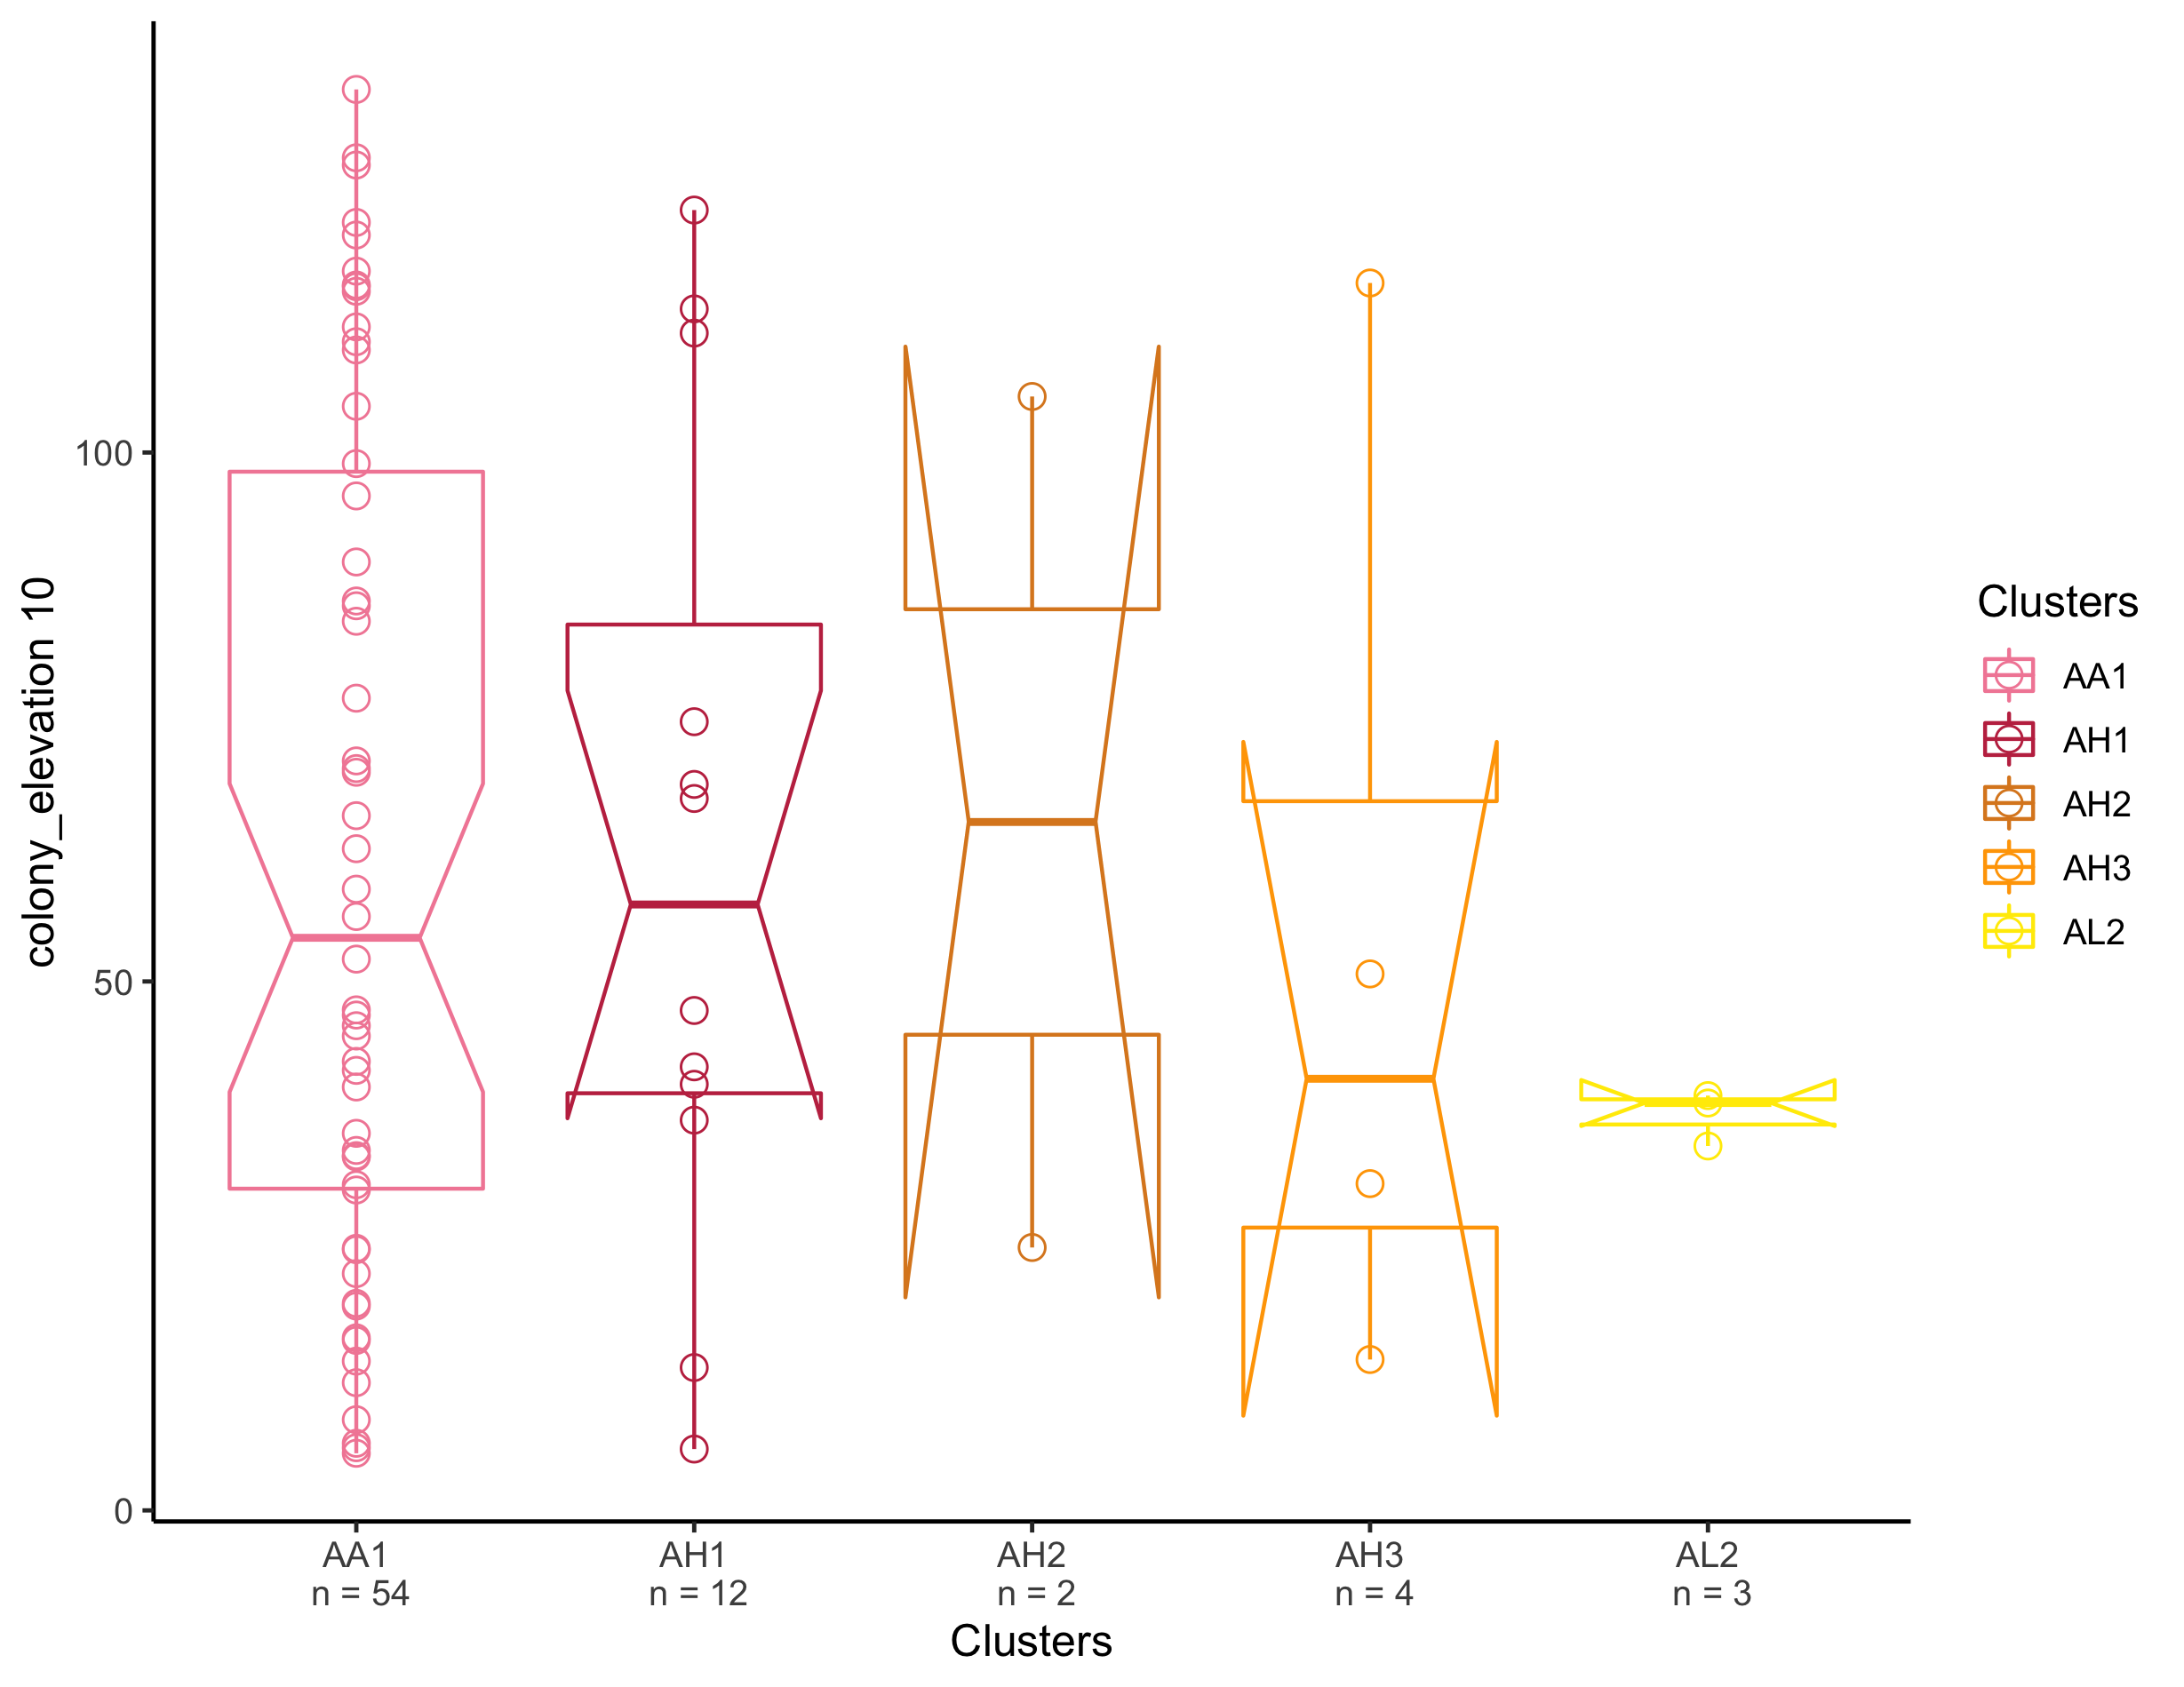 colony_elevation 10
100
50
0
AA1
n = 54
AH1
n = 12
AH2
n = 2
AH3
n = 4
AL2
n = 3
Clusters
Clusters
AA1
AH1
AH2
AH3
AL2